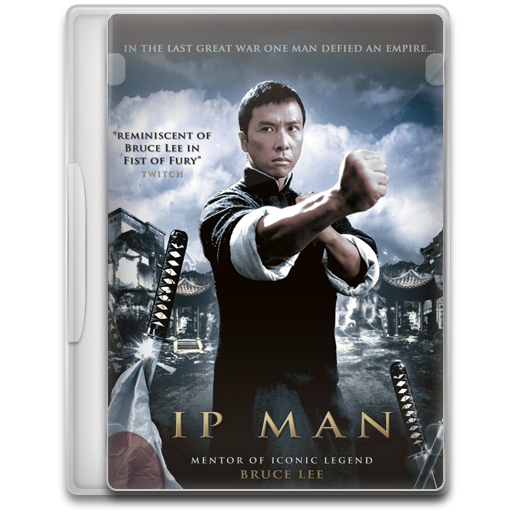 IN THE LAST GREAT WAR ONE MAN DEFIED AN EMPIRE...
"REMINISCENT OF
BRUCE LEE IN
FIST OF FURY"
TWITCH
IP MAN
MENTOR OF ICONIC LEGEND
BRUCE LEE